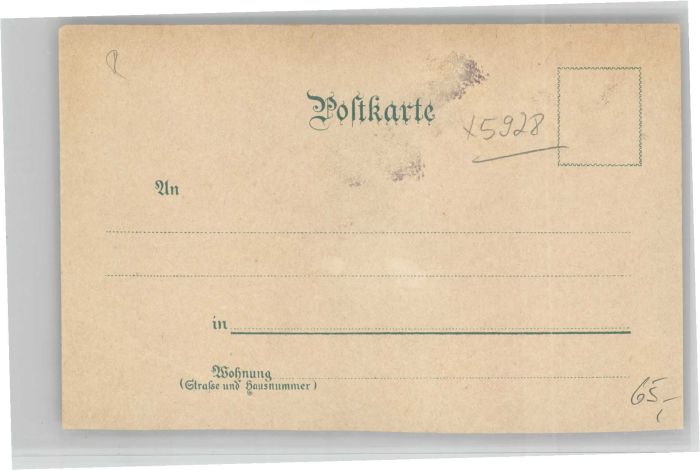 Postkarte
x5928
An
in
Wohnung
(Straße und Hausnummer)
65,-